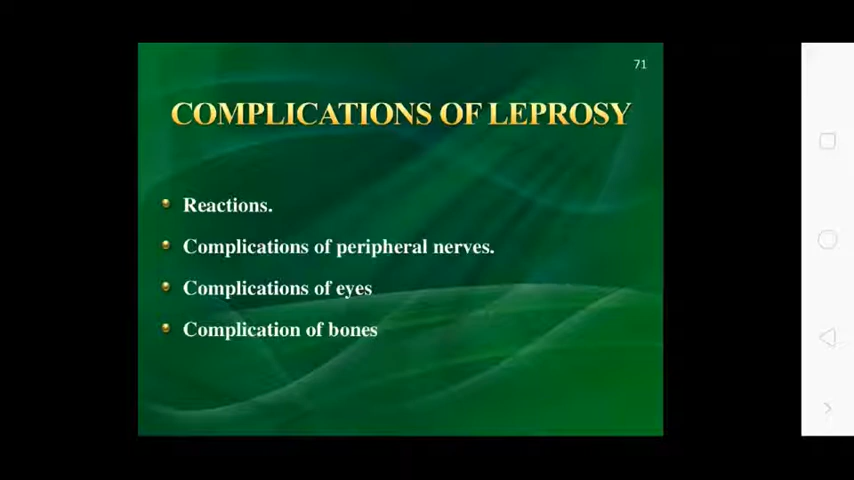 71
COMPLICATIONS OF LEPROSY
Reactions.
Complications of peripheral nerves.
Complications of eyes
Complication of bones